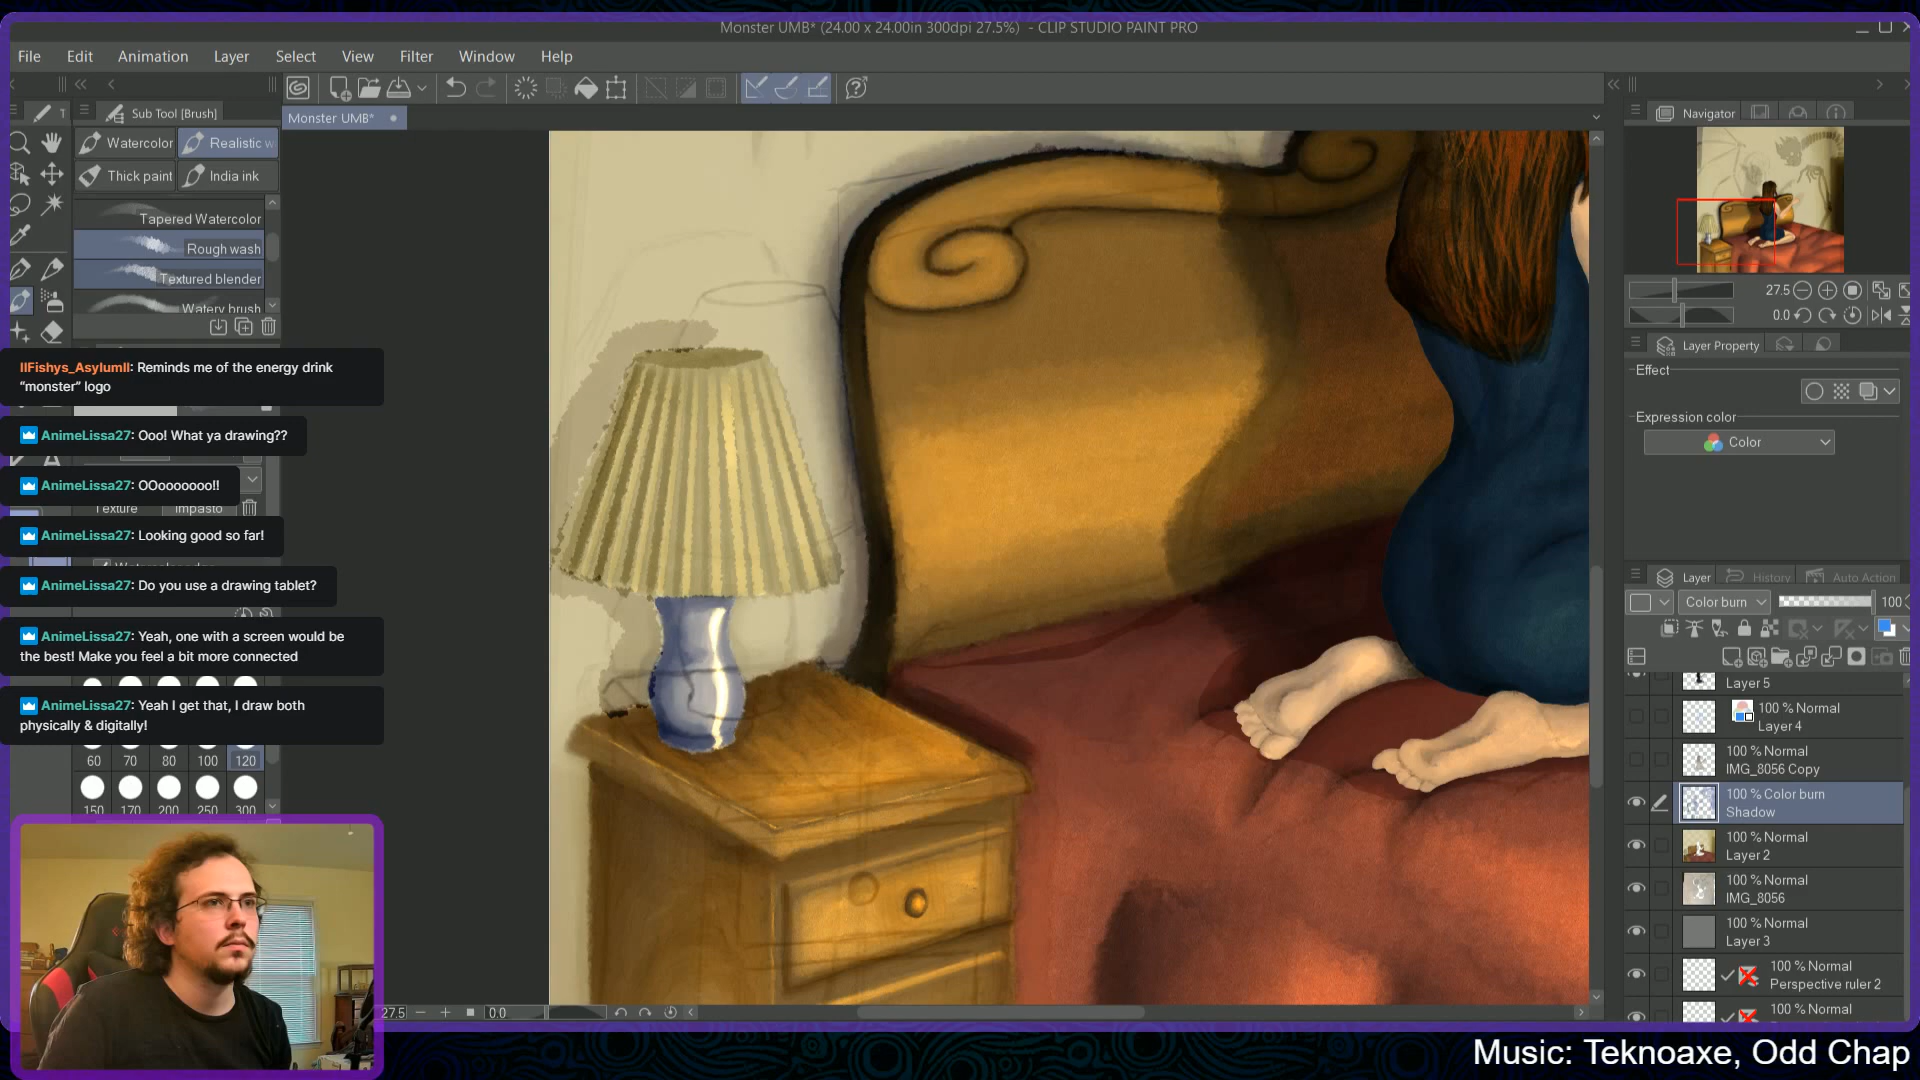 Monster UMB* (24.00 x 24.00in 300dpi 27.5%) - CLIP STUDIO PAINT PRO
File Edit Animation Layer Select View Filter Window Help
Sub Tool [Brush]
Monster UMB*
Navigator
Watercolor
Realistic w
Thick paint
India ink
Tapered Watercolor
Rough wash
Textured blender
Watery brush
27.5
0.0
Layer Property
Effect
Expression color
Color
IIFishys_AsylumII: Reminds me of the energy drink
“monster” logo
AnimeLissa27: Ooo! What ya drawing??
AnimeLissa27: OOooooooo!!
Texture Impasto
AnimeLissa27: Looking good so far!
AnimeLissa27: Do you use a drawing tablet?
AnimeLissa27: Yeah, one with a screen would be
the best! Make you feel a bit more connected
AnimeLissa27: Yeah I get that, I draw both
physically & digitally!
60 70 80 100 120
150 170 200 250 300
Layer History Auto Action
Color burn 100
Layer 5
100 % Normal
Layer 4
100 % Normal
IMG_8056 Copy
100 % Color burn
Shadow
100 % Normal
Layer 2
100 % Normal
IMG_8056
100 % Normal
Layer 3
100 % Normal
Perspective ruler 2
100 % Normal
27.5 0.0
Music: Teknoaxe, Odd Chap